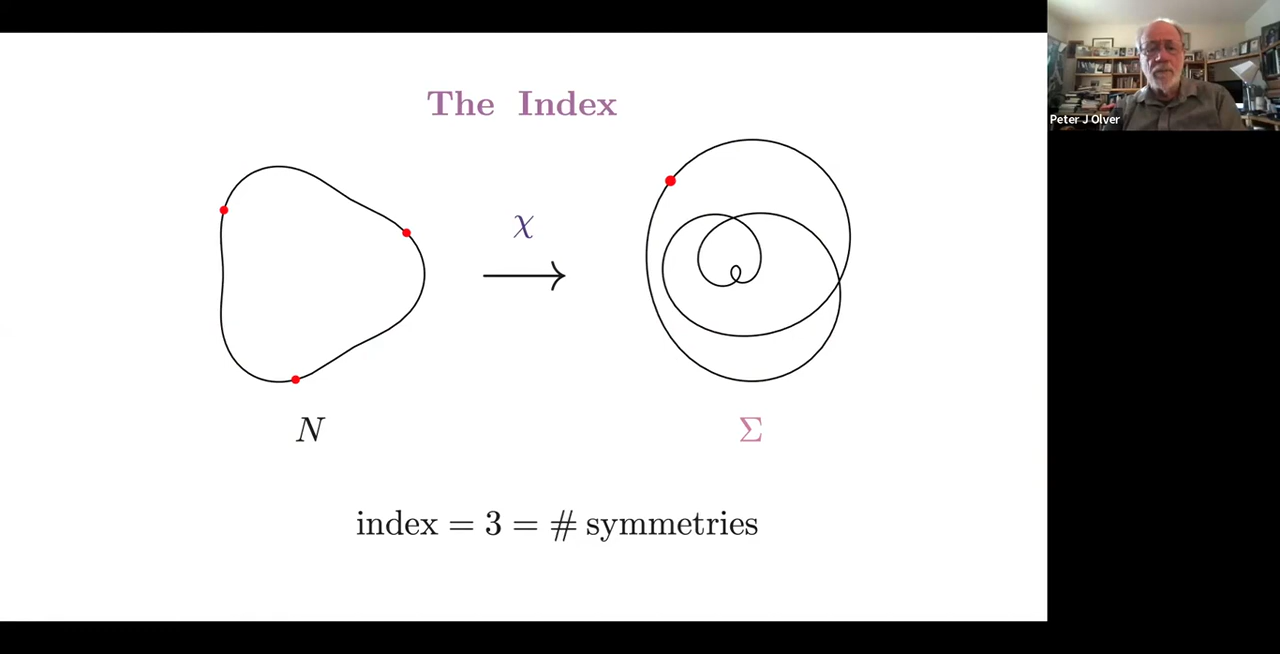 The Index
χ
N
Σ
index = 3 = # symmetries
Peter J Olver